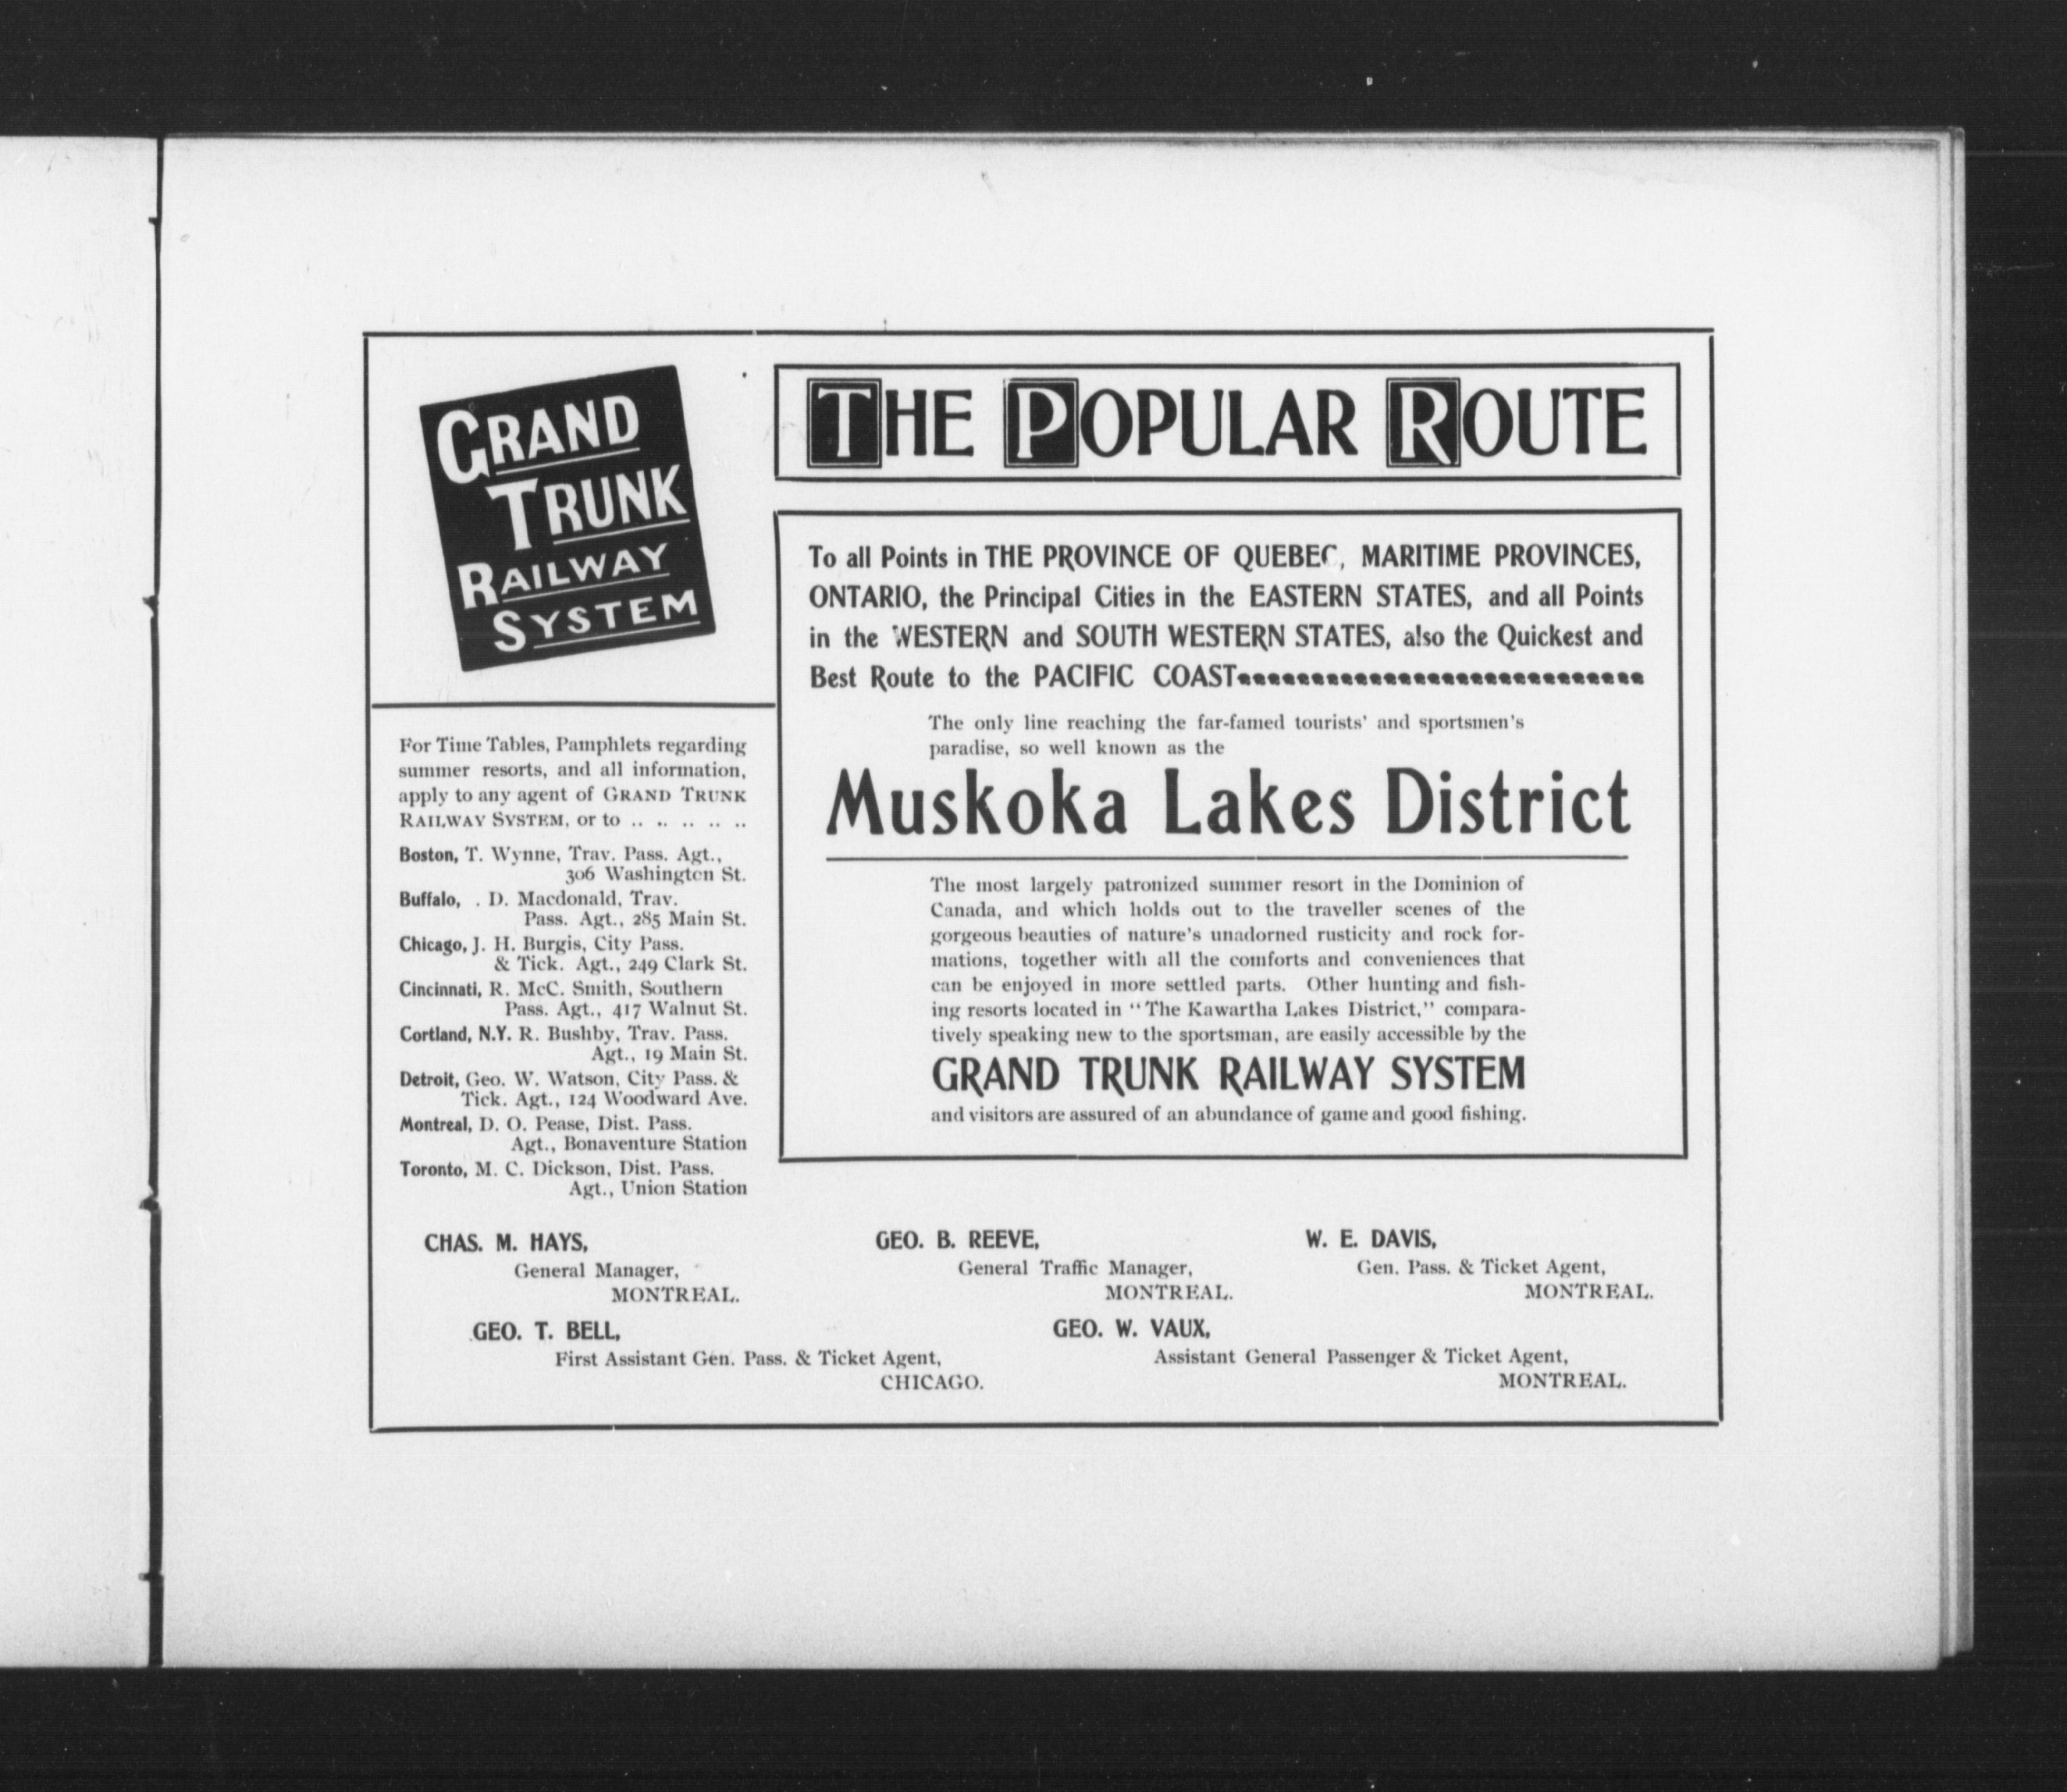 GRAND
TRUNK
RAILWAY
SYSTEM
For Time Tables, Pamphlets regarding
summer resorts, and all information,
apply to any agent of GRAND TRUNK
RAILWAY SYSTEM, or to .. .. .. .. ..
Boston, T. Wynne, Trav. Pass. Agt.,
306 Washington St.
Buffalo, . D. Macdonald, Trav.
Pass. Agt., 285 Main St.
Chicago, J. H. Burgis, City Pass.
& Tick. Agt., 249 Clark St.
Cincinnati, R. McC. Smith, Southern
Pass. Agt., 417 Walnut St.
Cortland, N.Y. R. Bushby, Trav. Pass.
Agt., 19 Main St.
Detroit, Geo. W. Watson, City Pass. &
Tick. Agt., 124 Woodward Ave.
Montreal, D. O. Pease, Dist. Pass.
Agt., Bonaventure Station
Toronto, M. C. Dickson, Dist. Pass.
Agt., Union Station
THE POPULAR ROUTE
To all Points in THE PROVINCE OF QUEBEC, MARITIME PROVINCES,
ONTARIO, the Principal Cities in the EASTERN STATES, and all Points
in the WESTERN and SOUTH WESTERN STATES, also the Quickest and
Best Route to the PACIFIC COAST
The only line reaching the far-famed tourists' and sportsmen's
paradise, so well known as the
Muskoka Lakes District
The most largely patronized summer resort in the Dominion of
Canada, and which holds out to the traveller scenes of the
gorgeous beauties of nature's unadorned rusticity and rock for-
mations, together with all the comforts and conveniences that
can be enjoyed in more settled parts. Other hunting and fish-
ing resorts located in "The Kawartha Lakes District," compara-
tively speaking new to the sportsman, are easily accessible by the
GRAND TRUNK RAILWAY SYSTEM
and visitors are assured of an abundance of game and good fishing.
CHAS. M. HAYS,
General Manager,
MONTREAL.
GEO. B. REEVE,
General Traffic Manager,
MONTREAL.
W. E. DAVIS,
Gen. Pass. & Ticket Agent,
MONTREAL.
GEO. T. BELL,
First Assistant Gen. Pass. & Ticket Agent,
CHICAGO.
GEO. W. VAUX,
Assistant General Passenger & Ticket Agent,
MONTREAL.